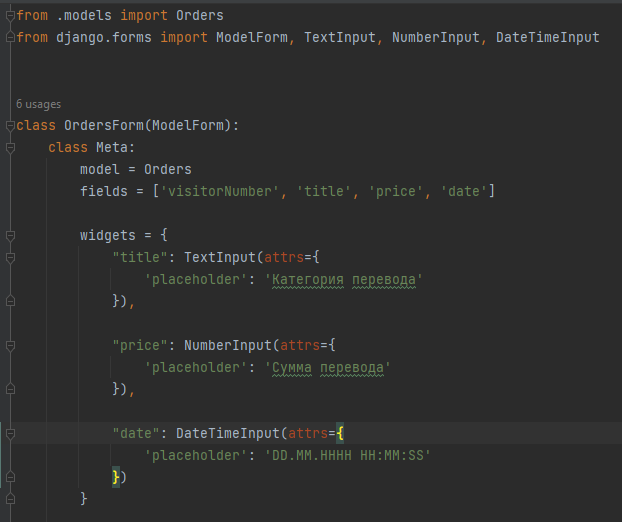 from .models import Orders
from django.forms import ModelForm, TextInput, NumberInput, DateTimeInput
6 usages
class OrdersForm(ModelForm):
class Meta:
model = Orders
fields = ['visitorNumber', 'title', 'price', 'date']
widgets = {
"title": TextInput(attrs={
'placeholder': 'Категория перевода'
}),
"price": NumberInput(attrs={
'placeholder': 'Сумма перевода'
}),
"date": DateTimeInput(attrs={
'placeholder': 'DD.MM.HHHH HH:MM:SS'
})
}